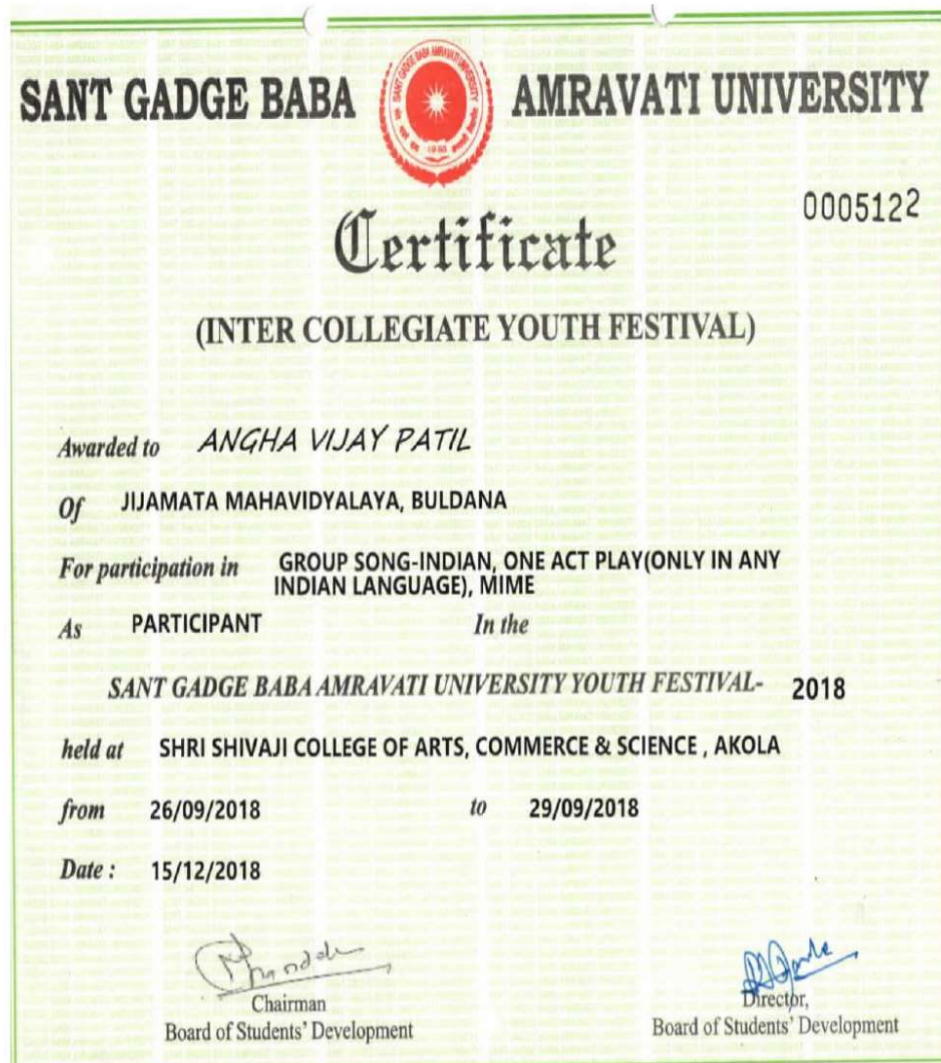 SANT GADGE BABA AMRAVATI UNIVERSITY
0005122
Certificate
(INTER COLLEGIATE YOUTH FESTIVAL)
Awarded to ANGHA VIJAY PATIL
Of JIJAMATA MAHAVIDYALAYA, BULDANA
For participation in GROUP SONG-INDIAN, ONE ACT PLAY(ONLY IN ANY
INDIAN LANGUAGE), MIME
As PARTICIPANT In the
SANT GADGE BABA AMRAVATI UNIVERSITY YOUTH FESTIVAL- 2018
held at SHRI SHIVAJI COLLEGE OF ARTS, COMMERCE & SCIENCE , AKOLA
from 26/09/2018 to 29/09/2018
Date : 15/12/2018
Chairman
Board of Students' Development
Director,
Board of Students' Development